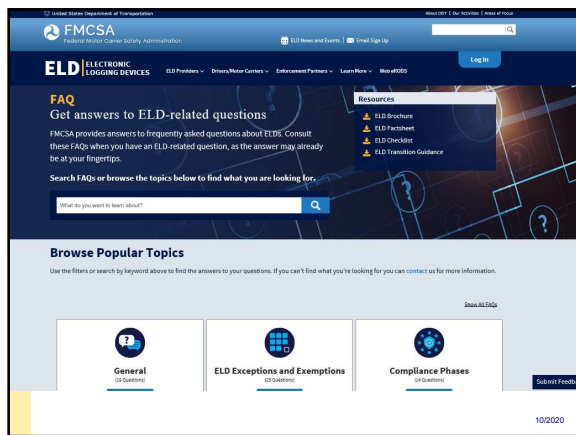 United States Department of Transportation
About DOT | Our Activities | Areas of Focus
FMCSA
Federal Motor Carrier Safety Administration
ELD News and Events | Email Sign Up
Log In
ELD ELECTRONIC LOGGING DEVICES
ELD Providers
Drivers/Motor Carriers
Enforcement Partners
Learn More
Web eRODS
FAQ
Get answers to ELD-related questions
FMCSA provides answers to frequently asked questions about ELDs. Consult
these FAQs when you have an ELD-related question, as the answer may already
be at your fingertips.
Search FAQs or browse the topics below to find what you are looking for.
What do you want to learn about?
Resources
ELD Brochure
ELD Factsheet
ELD Checklist
ELD Transition Guidance
Browse Popular Topics
Use the filters or search by keyword above to find the answers to your questions. If you can't find what you're looking for you can contact us for more information.
Show All FAQs
General
(19 Questions)
ELD Exceptions and Exemptions
Compliance Phases
(14 Questions)
Submit Feedb
10/2020